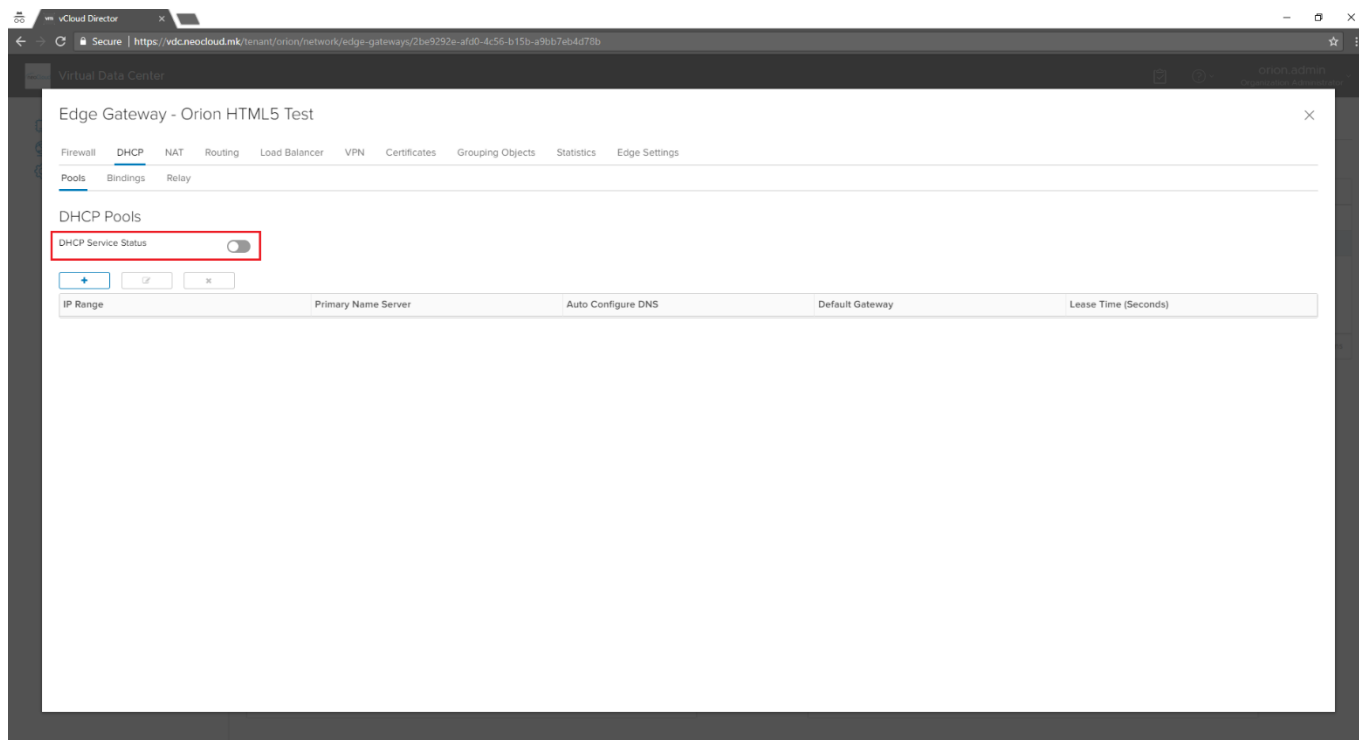 vCloud Director
Secure | https://vdc.neocloud.mk/tenant/orion/network/edge-gateways/2be9292e-afd0-4c56-b15b-a9bb7eb4d78b
Virtual Data Center
orion.admin
Organization Administrator
Edge Gateway - Orion HTML5 Test
Firewall DHCP NAT Routing Load Balancer VPN Certificates Grouping Objects Statistics Edge Settings
Pools Bindings Relay
DHCP Pools
DHCP Service Status
IP Range Primary Name Server Auto Configure DNS Default Gateway Lease Time (Seconds)